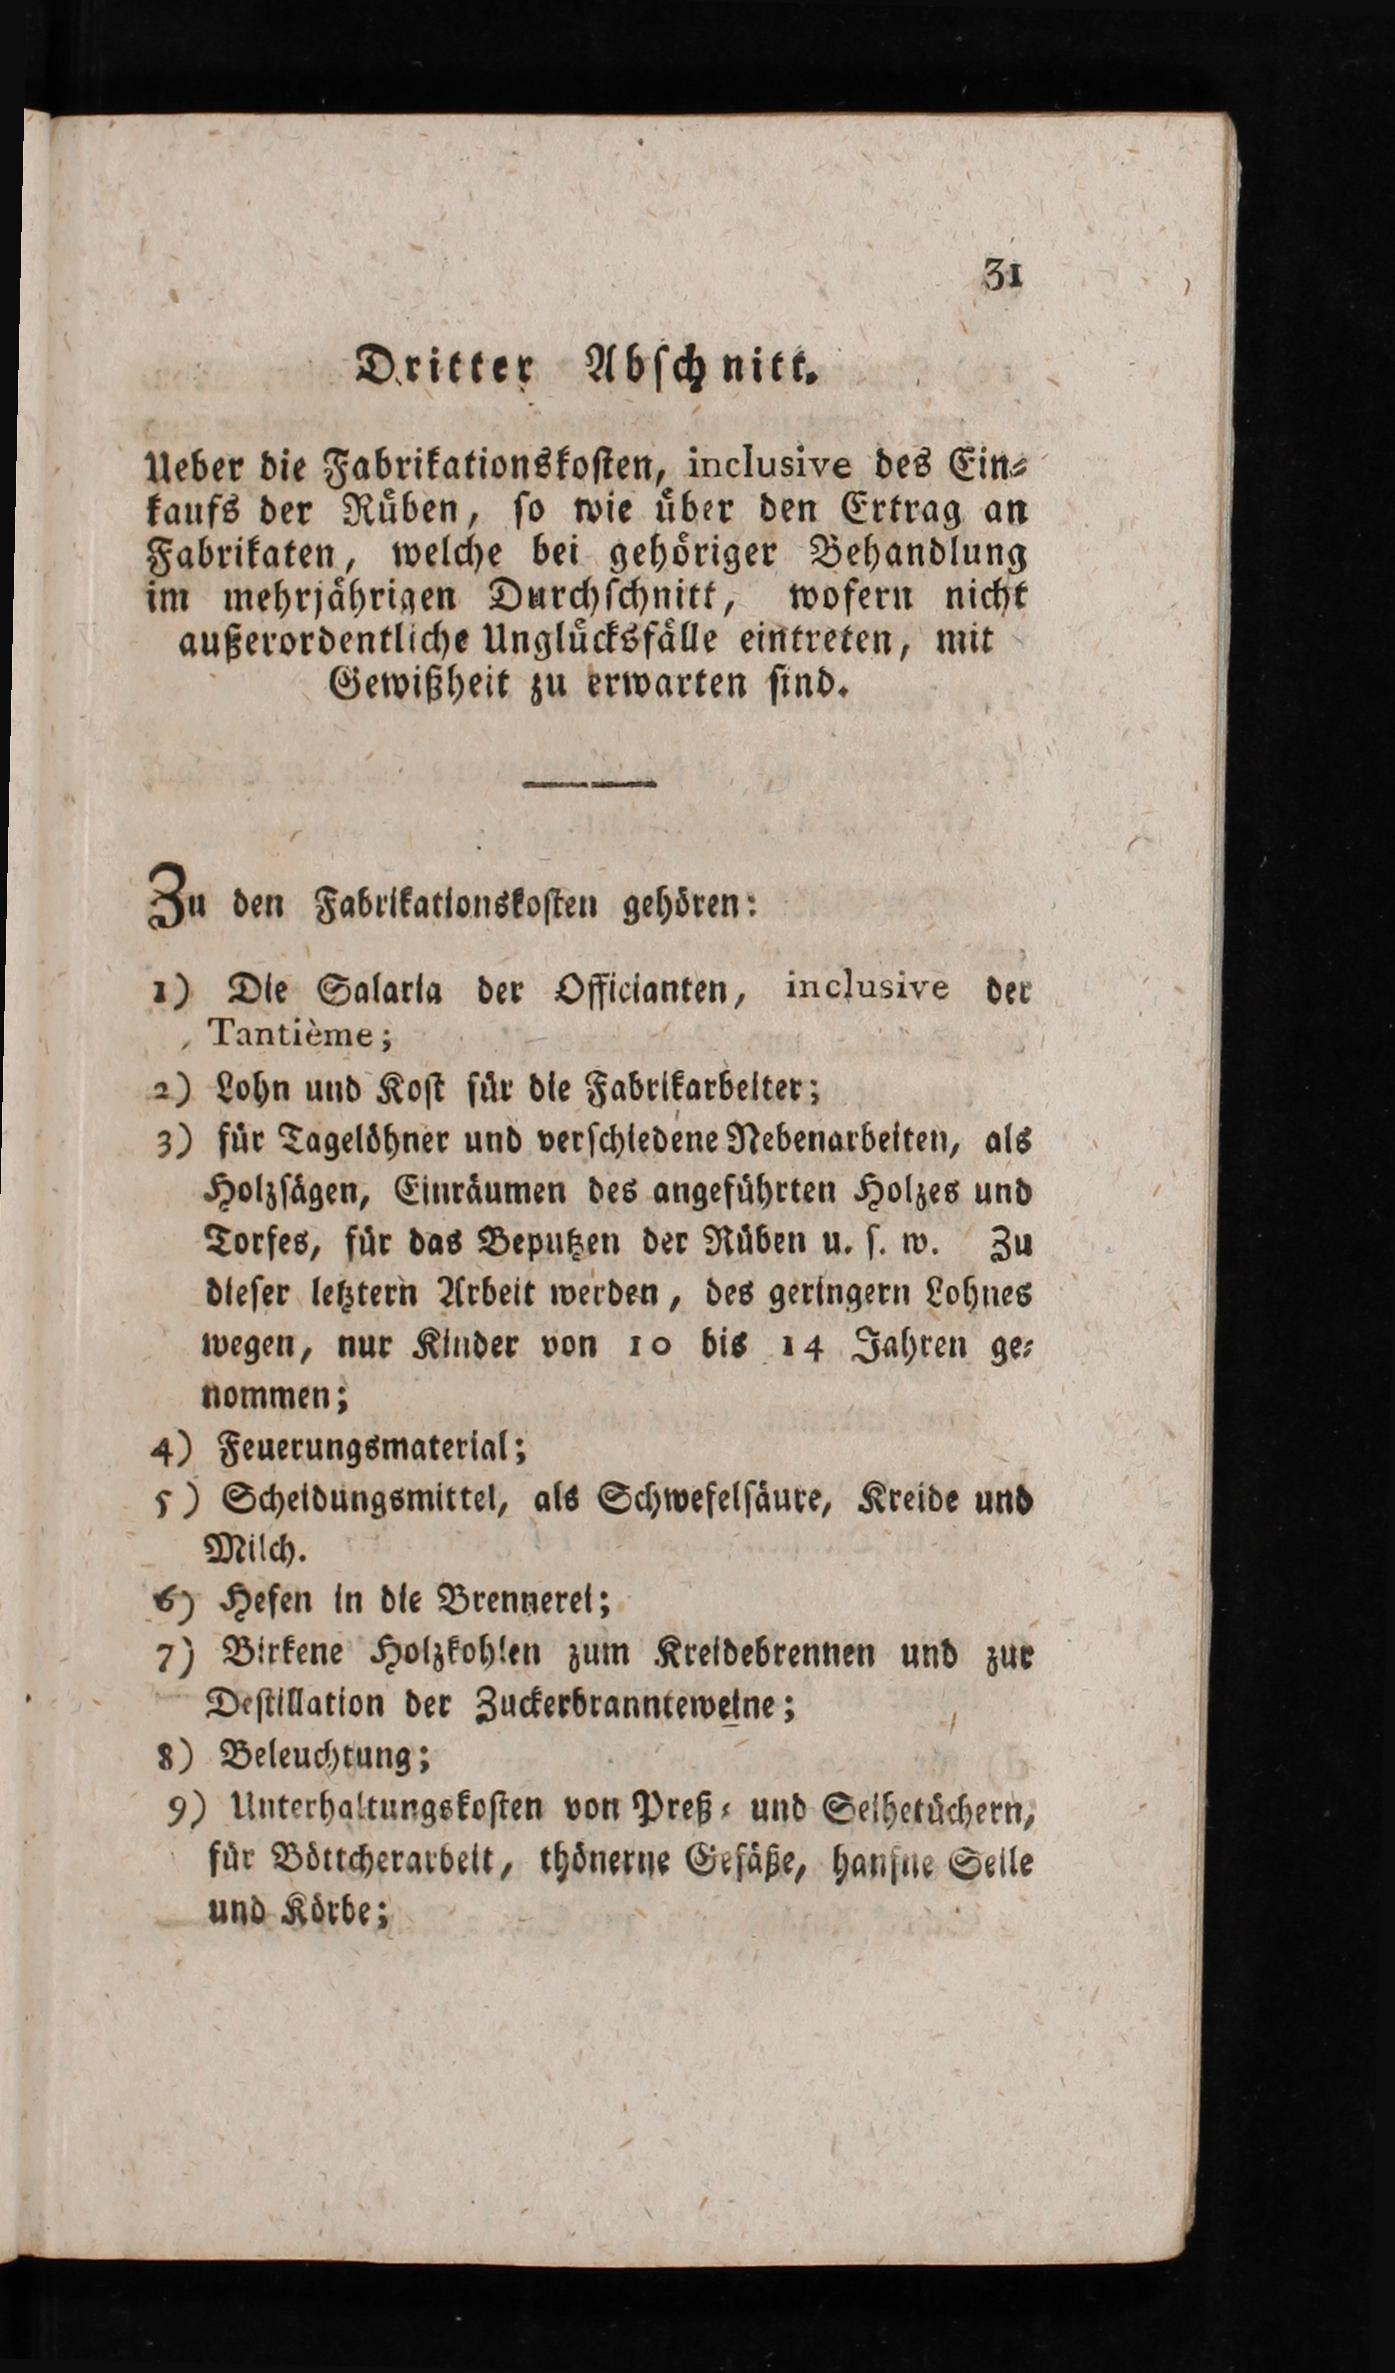 31
Dritter Abschnitt.
Ueber die Fabrikationskosten, inclusive des Ein-
kaufs der Rüben, so wie über den Ertrag an
Fabrikaten, welche bei gehöriger Behandlung
im mehrjährigen Durchschnitt, wofern nicht
außerordentliche Unglücksfälle eintreten, mit
Gewißheit zu erwarten sind.
Zu den Fabrikationskosten gehören:
1) Die Salaria der Officianten, inclusive der
Tantième;
2) Lohn und Kost für die Fabrikarbeiter;
3) für Tagelöhner und verschiedene Nebenarbeiten, als
Holzsägen, Einräumen des angeführten Holzes und
Torfes, für das Beputzen der Rüben u. s. w. Zu
dieser letztern Arbeit werden, des geringern Lohnes
wegen, nur Kinder von 10 bis 14 Jahren ge-
nommen;
4) Feuerungsmaterial;
5) Scheidungsmittel, als Schwefelsäure, Kreide und
Milch.
6) Hefen in die Brennerei;
7) Birkene Holzkohlen zum Kreidebrennen und zur
Destillation der Zuckerbrannteweine;
8) Beleuchtung;
9) Unterhaltungskosten von Preß- und Seihetüchern,
für Böttcherarbeit, thönerne Gefäße, hanfne Seile
und Körbe;